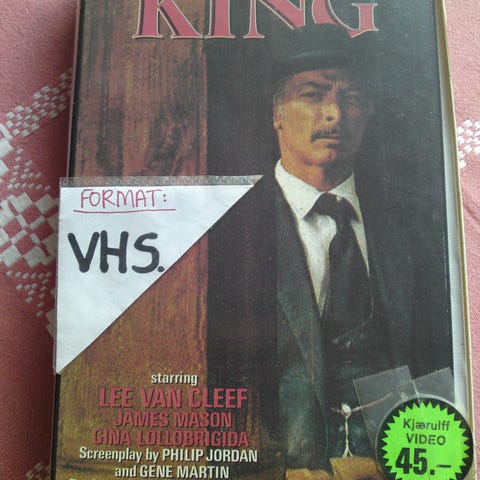 KING
FORMAT:
VHS.
starring
LEE VAN CLEEF
JAMES MASON
GINA LOLLOBRIGIDA
Screenplay by PHILIP JORDAN
and GENE MARTIN
Kjærulff
VIDEO
45.-